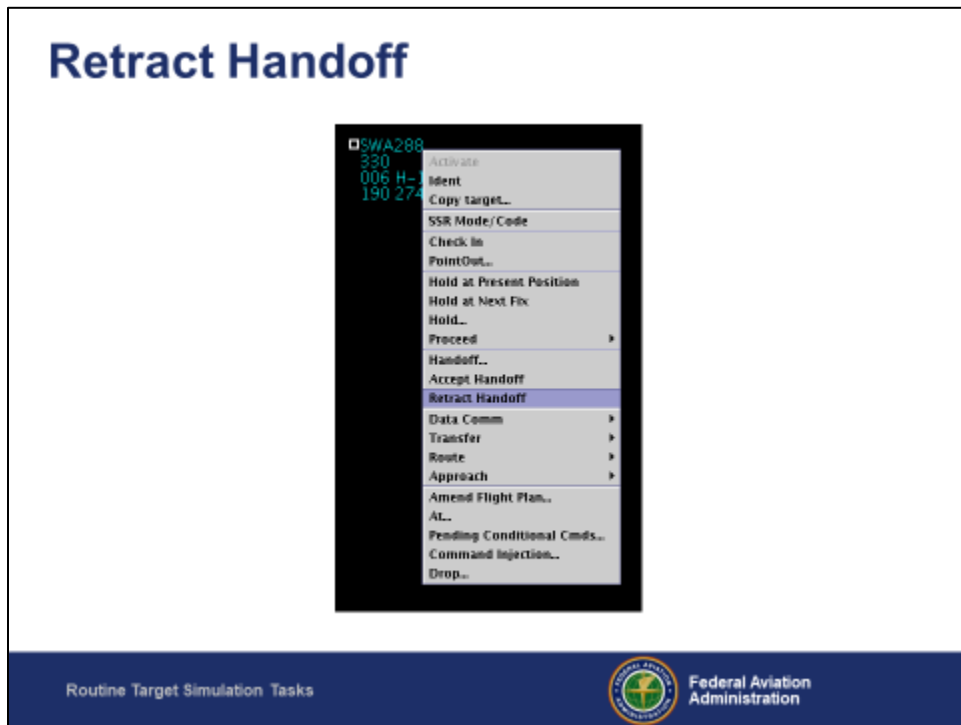 Retract Handoff
SWA288
330
006 H-
190 274
Activate
Ident
Copy target...
SSR Mode/Code
Check In
PointOut...
Hold at Present Position
Hold at Next Fix
Hold...
Proceed
Handoff...
Accept Handoff
Retract Handoff
Data Comm
Transfer
Route
Approach
Amend Flight Plan...
At...
Pending Conditional Cmds...
Command Injection...
Drop...
Routine Target Simulation Tasks
Federal Aviation
Administration